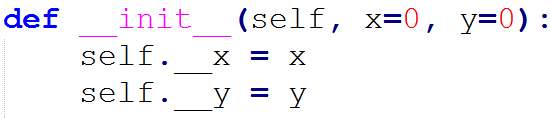 def __init__(self, x=0, y=0):
    self.__x = x
    self.__y = y